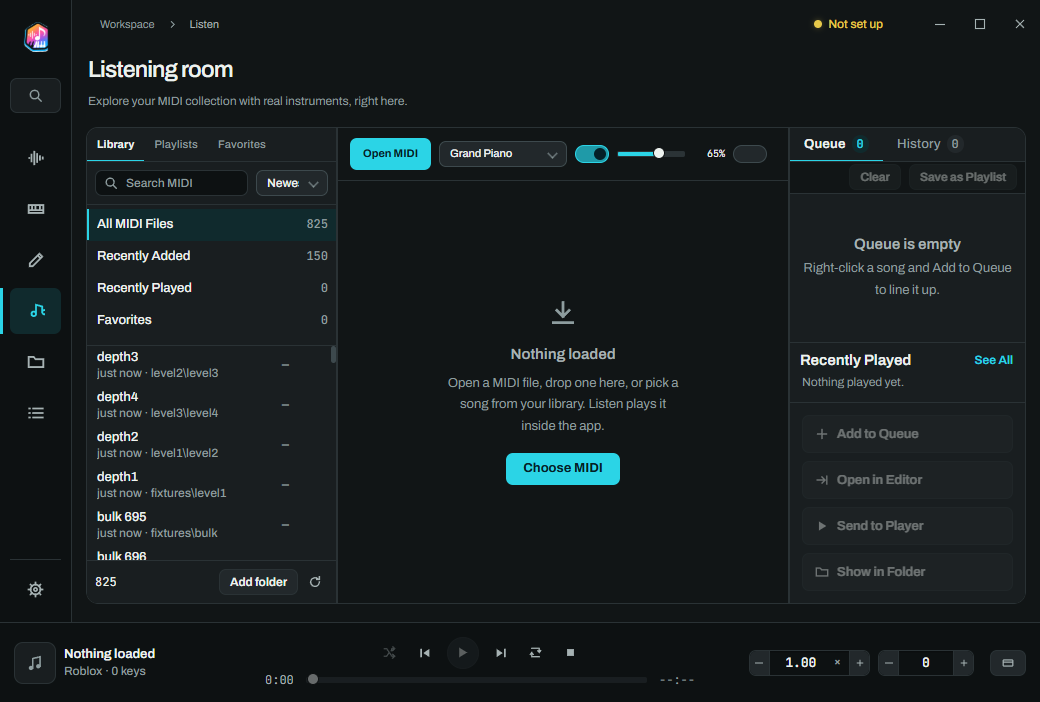 Workspace > Listen
Not set up
Listening room
Explore your MIDI collection with real instruments, right here.
Library Playlists Favorites
Search MIDI
Newe
All MIDI Files 825
Recently Added 150
Recently Played 0
Favorites 0
depth3
just now · level2\level3
–
depth4
just now · level3\level4
–
depth2
just now · level1\level2
–
depth1
just now · fixtures\level1
–
bulk 695
just now · fixtures\bulk
–
bulk 696
825
Add folder
Open MIDI
Grand Piano
65%
Nothing loaded
Open a MIDI file, drop one here, or pick a
song from your library. Listen plays it
inside the app.
Choose MIDI
Queue 0 History 0
Clear Save as Playlist
Queue is empty
Right-click a song and Add to Queue
to line it up.
Recently Played See All
Nothing played yet.
Add to Queue
Open in Editor
Send to Player
Show in Folder
Nothing loaded
Roblox · 0 keys
0:00 --:--
– 1.00 × +
– 0 +